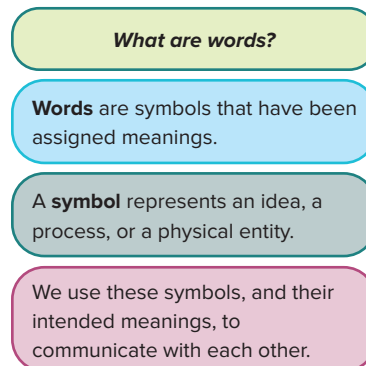 What are words?
Words are symbols that have been
assigned meanings.
A symbol represents an idea, a
process, or a physical entity.
We use these symbols, and their
intended meanings, to
communicate with each other.